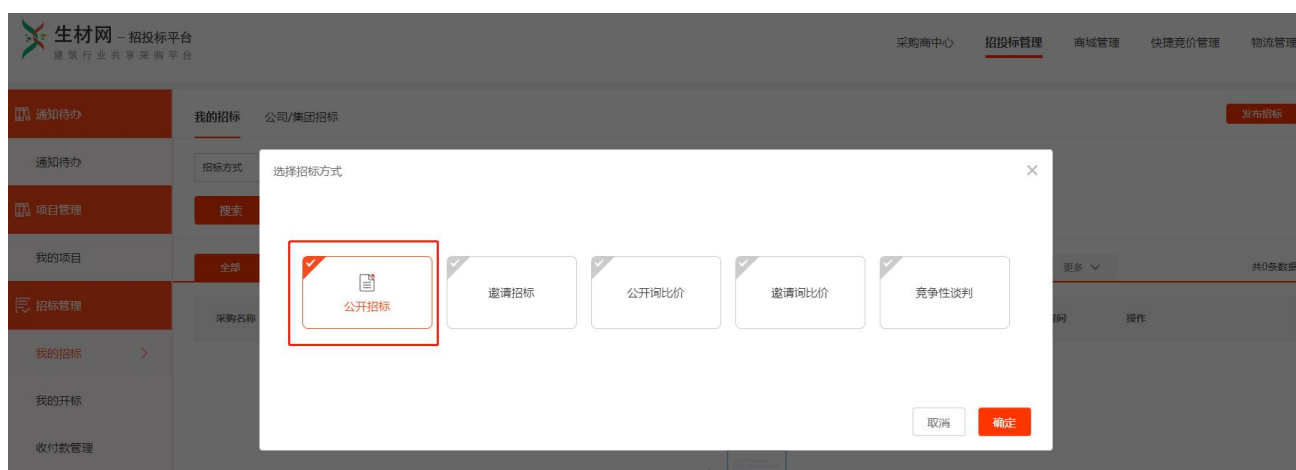 生材网 – 招投标平台
建筑行业共享采购平台
采购商中心 招投标管理 商城管理 快捷竞价管理 物流管理
通知待办
我的招标 公司/集团招标
发布招标
通知待办
招标方式
选择招标方式
项目管理
搜索
我的项目
全部
更多
共0条数据
公开招标
邀请招标
公开询比价
邀请询比价
竞争性谈判
招标管理
采购名称
操作
我的招标
我的开标
取消
确定
收付款管理